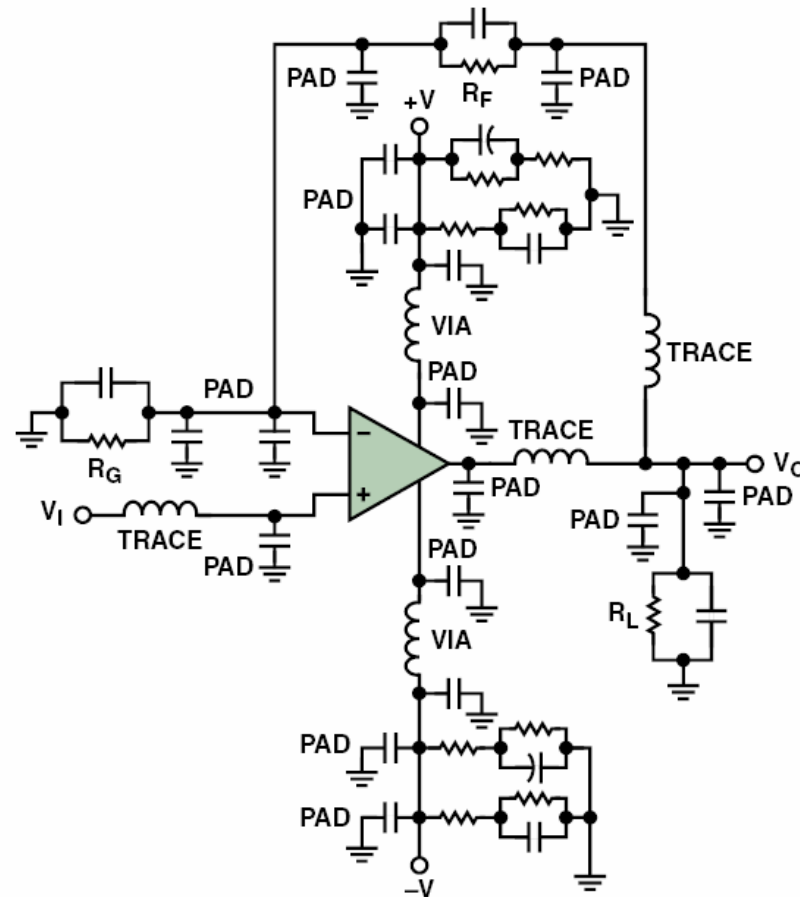 PAD
R_F
PAD
+V
PAD
VIA
TRACE
PAD
PAD
TRACE
R_G
−
+
V_I
TRACE
PAD
PAD
V_O
PAD
PAD
PAD
R_L
VIA
PAD
PAD
−V